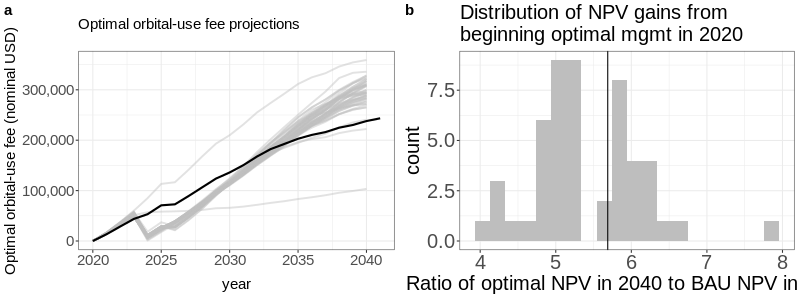 a
Optimal orbital-use fee projections
Optimal orbital-use fee (nominal USD)
300,000
200,000
100,000
0
2020
2025
2030
2035
2040
year
b
Distribution of NPV gains from
beginning optimal mgmt in 2020
count
7.5
5.0
2.5
0.0
4
5
6
7
8
Ratio of optimal NPV in 2040 to BAU NPV in